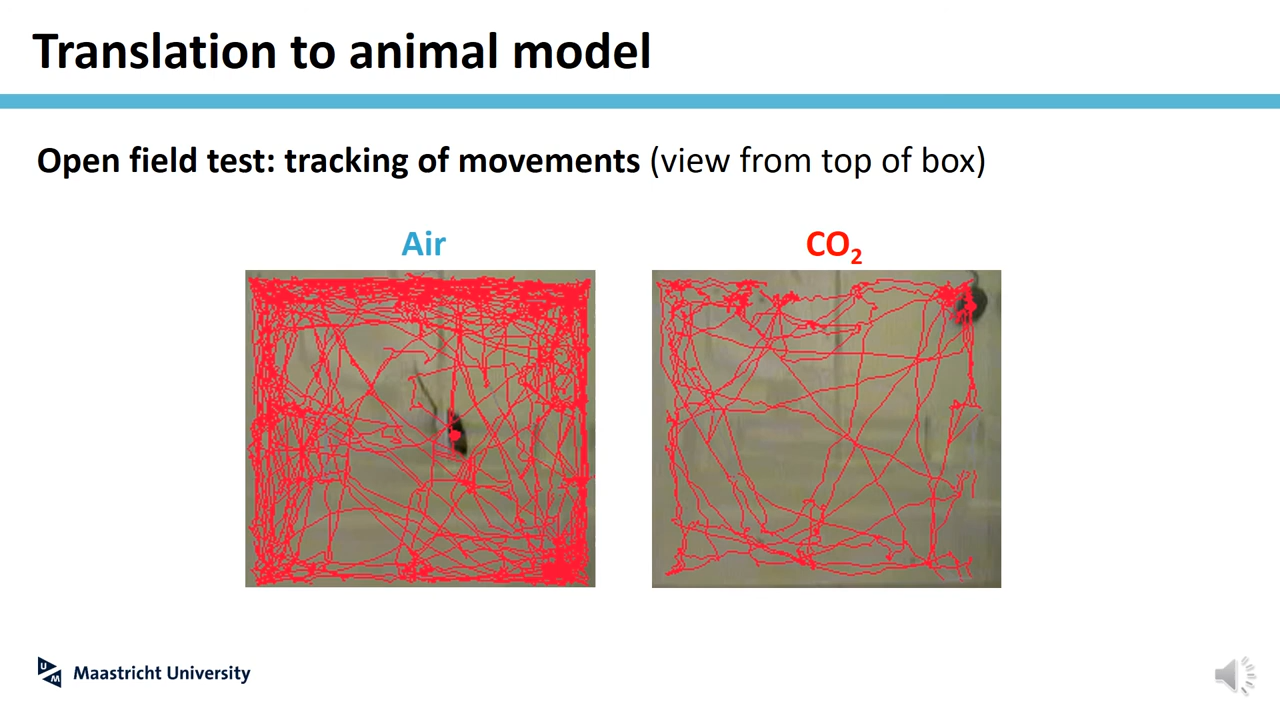 Translation to animal model
Open field test: tracking of movements (view from top of box)
Air
CO₂
UM
Maastricht University